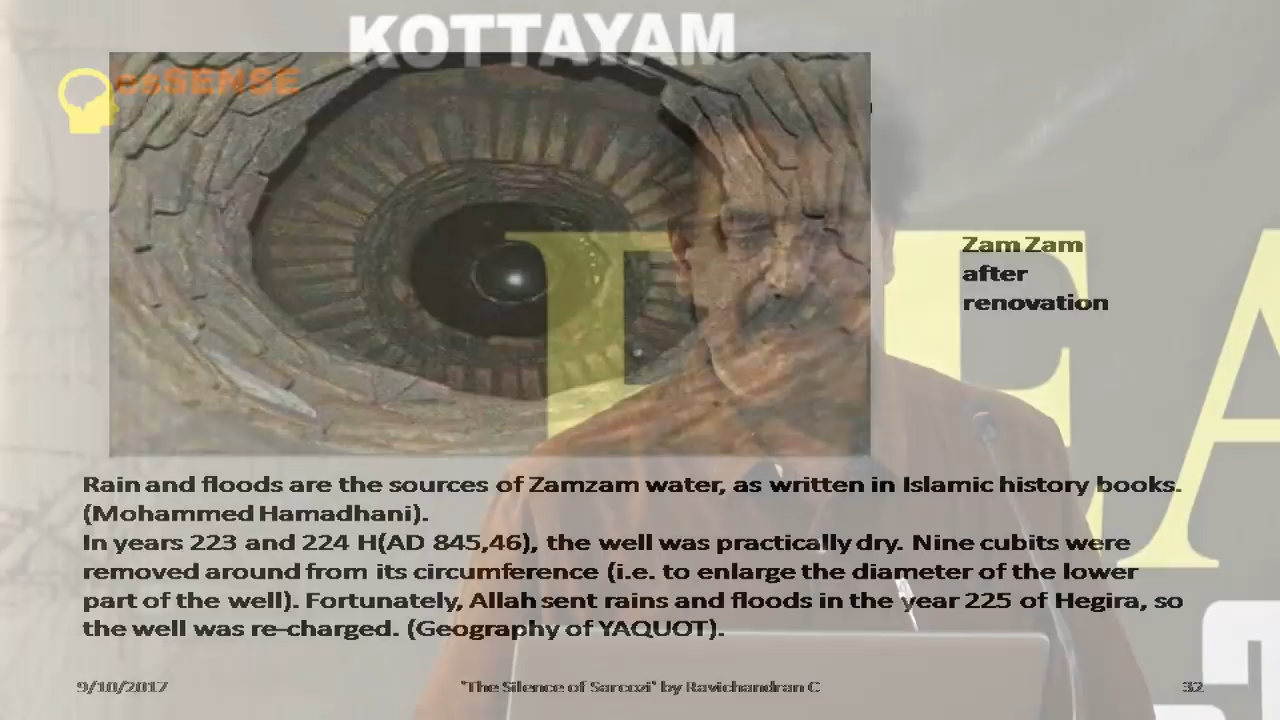 KOTTAYAM
esSENSE
Zam Zam
after
renovation
Rain and floods are the sources of Zamzam water, as written in Islamic history books.
(Mohammed Hamadhani).
In years 223 and 224 H(AD 845,46), the well was practically dry. Nine cubits were
removed around from its circumference (i.e. to enlarge the diameter of the lower
part of the well). Fortunately, Allah sent rains and floods in the year 225 of Hegira, so
the well was re-charged. (Geography of YAQUOT).
9/10/2017
'The Silence of Sarcozi' by Ravichandran C
32